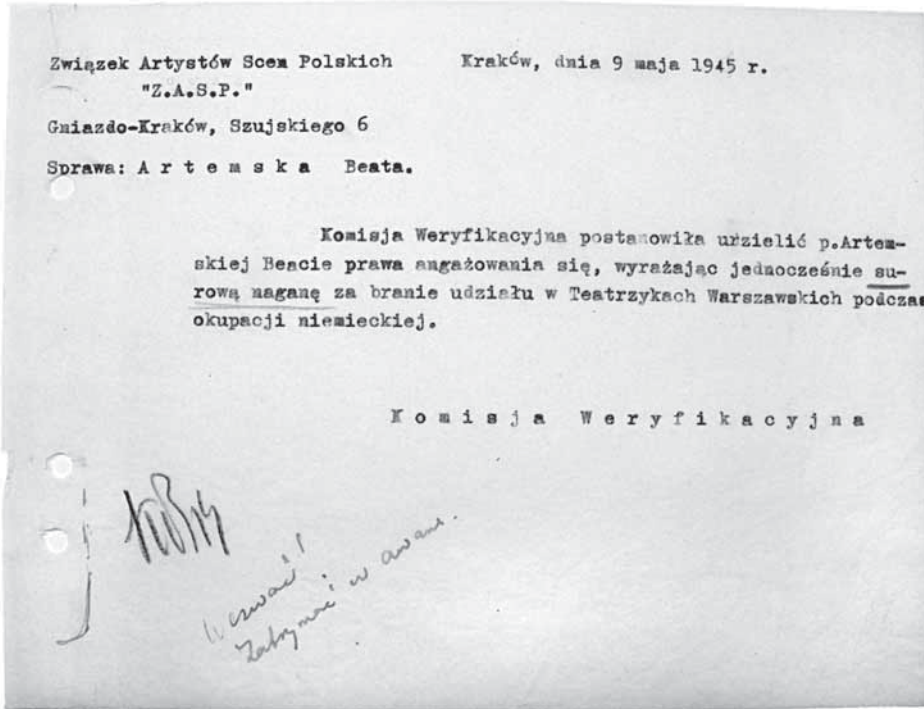 Związek Artystów Scem Polskich
"Z.A.S.P."
Gniazdo-Kraków, Szujskiego 6
Kraków, dnia 9 maja 1945 r.
Sprawa: A r t e m s k a Beata.
Komisja Weryfikacyjna postanowiła udzielić p.Artem-
skiej Beacie prawa angażowania się, wyrażając jednocześnie su-
rową naganę za branie udziału w Teatrzykach Warszawskich podczas
okupacji niemieckiej.
K o m i s j a W e r y f i k a c y j n a
Wezwać!
Zatrzymać w awans.